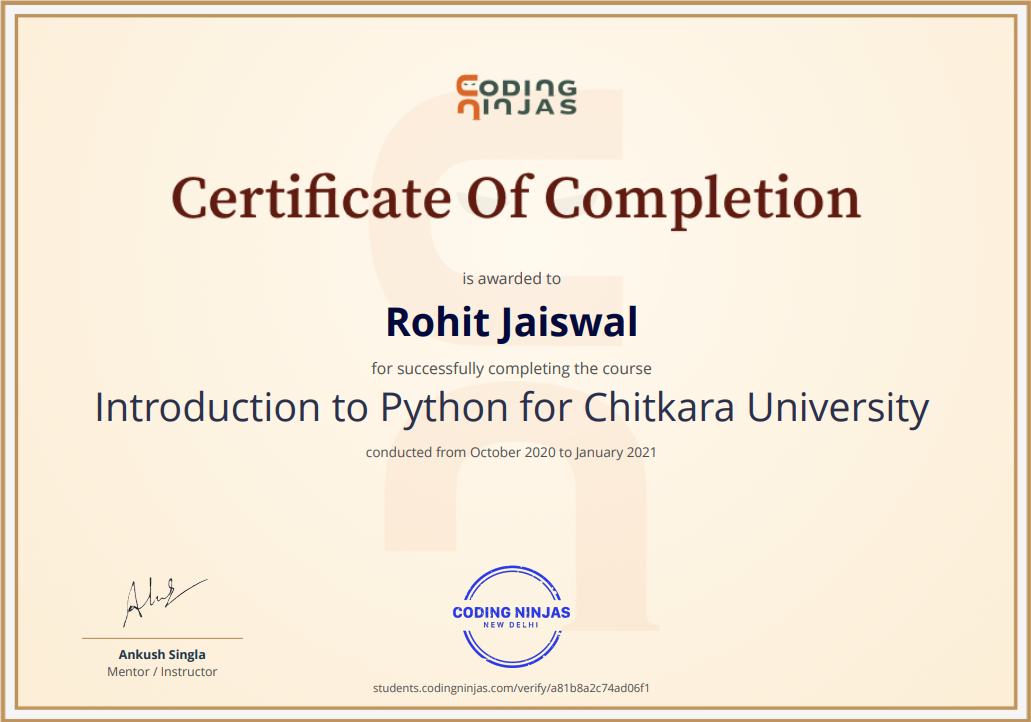 CODING
NINJAS
Certificate Of Completion
is awarded to
Rohit Jaiswal
for successfully completing the course
Introduction to Python for Chitkara University
conducted from October 2020 to January 2021
CODING NINJAS
NEW DELHI
Ankush Singla
Mentor / Instructor
students.codingninjas.com/verify/a81b8a2c74ad06f1